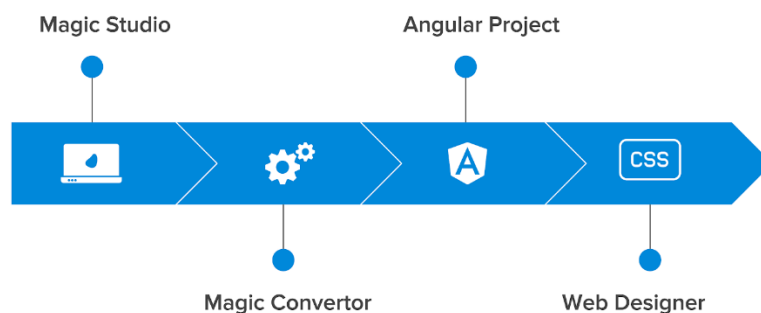 Magic Studio
Angular Project
A
CSS
Magic Convertor
Web Designer